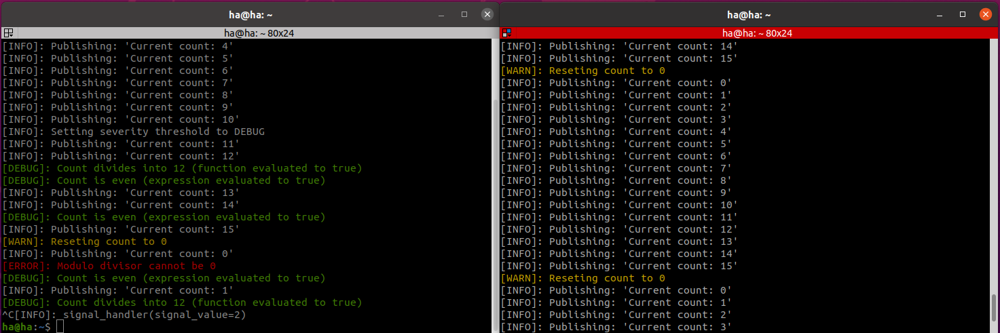 ha@ha: ~
ha@ha: ~ 80x24
[INFO]: Publishing: 'Current count: 4'
[INFO]: Publishing: 'Current count: 5'
[INFO]: Publishing: 'Current count: 6'
[INFO]: Publishing: 'Current count: 7'
[INFO]: Publishing: 'Current count: 8'
[INFO]: Publishing: 'Current count: 9'
[INFO]: Publishing: 'Current count: 10'
[INFO]: Setting severity threshold to DEBUG
[INFO]: Publishing: 'Current count: 11'
[INFO]: Publishing: 'Current count: 12'
[DEBUG]: Count divides into 12 (function evaluated to true)
[DEBUG]: Count is even (expression evaluated to true)
[INFO]: Publishing: 'Current count: 13'
[INFO]: Publishing: 'Current count: 14'
[DEBUG]: Count is even (expression evaluated to true)
[INFO]: Publishing: 'Current count: 15'
[WARN]: Reseting count to 0
[INFO]: Publishing: 'Current count: 0'
[ERROR]: Modulo divisor cannot be 0
[DEBUG]: Count is even (expression evaluated to true)
[INFO]: Publishing: 'Current count: 1'
[DEBUG]: Count divides into 12 (function evaluated to true)
^C[INFO]: signal_handler(signal_value=2)
ha@ha:~$
ha@ha: ~
ha@ha: ~ 80x24
[INFO]: Publishing: 'Current count: 14'
[INFO]: Publishing: 'Current count: 15'
[WARN]: Reseting count to 0
[INFO]: Publishing: 'Current count: 0'
[INFO]: Publishing: 'Current count: 1'
[INFO]: Publishing: 'Current count: 2'
[INFO]: Publishing: 'Current count: 3'
[INFO]: Publishing: 'Current count: 4'
[INFO]: Publishing: 'Current count: 5'
[INFO]: Publishing: 'Current count: 6'
[INFO]: Publishing: 'Current count: 7'
[INFO]: Publishing: 'Current count: 8'
[INFO]: Publishing: 'Current count: 9'
[INFO]: Publishing: 'Current count: 10'
[INFO]: Publishing: 'Current count: 11'
[INFO]: Publishing: 'Current count: 12'
[INFO]: Publishing: 'Current count: 13'
[INFO]: Publishing: 'Current count: 14'
[INFO]: Publishing: 'Current count: 15'
[WARN]: Reseting count to 0
[INFO]: Publishing: 'Current count: 0'
[INFO]: Publishing: 'Current count: 1'
[INFO]: Publishing: 'Current count: 2'
[INFO]: Publishing: 'Current count: 3'